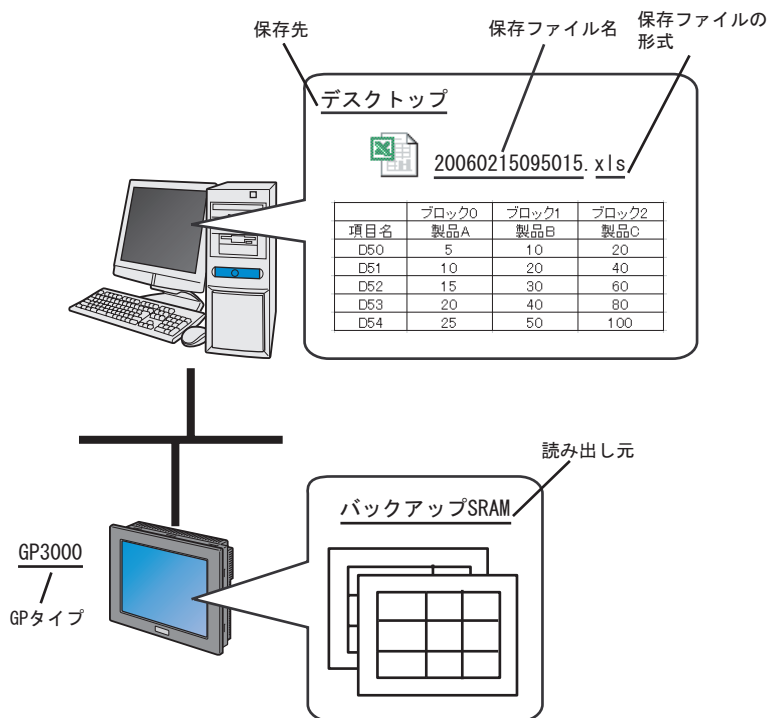 保存先
保存ファイル名
保存ファイルの
形式
デスクトップ
20060215095015.xls
ブロック0 ブロック1 ブロック2
項目名 製品A 製品B 製品C
D50 5 10 20
D51 10 20 40
D52 15 30 60
D53 20 40 80
D54 25 50 100
読み出し元
バックアップSRAM
GP3000
GPタイプ